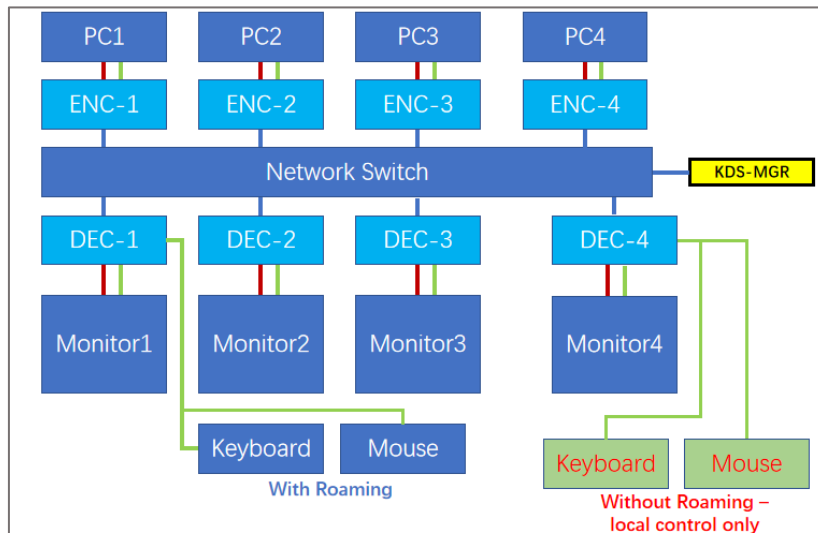 PC1 PC2 PC3 PC4
ENC-1 ENC-2 ENC-3 ENC-4
Network Switch
KDS-MGR
DEC-1 DEC-2 DEC-3 DEC-4
Monitor1 Monitor2 Monitor3 Monitor4
Keyboard Mouse
With Roaming
Keyboard Mouse
Without Roaming –
local control only